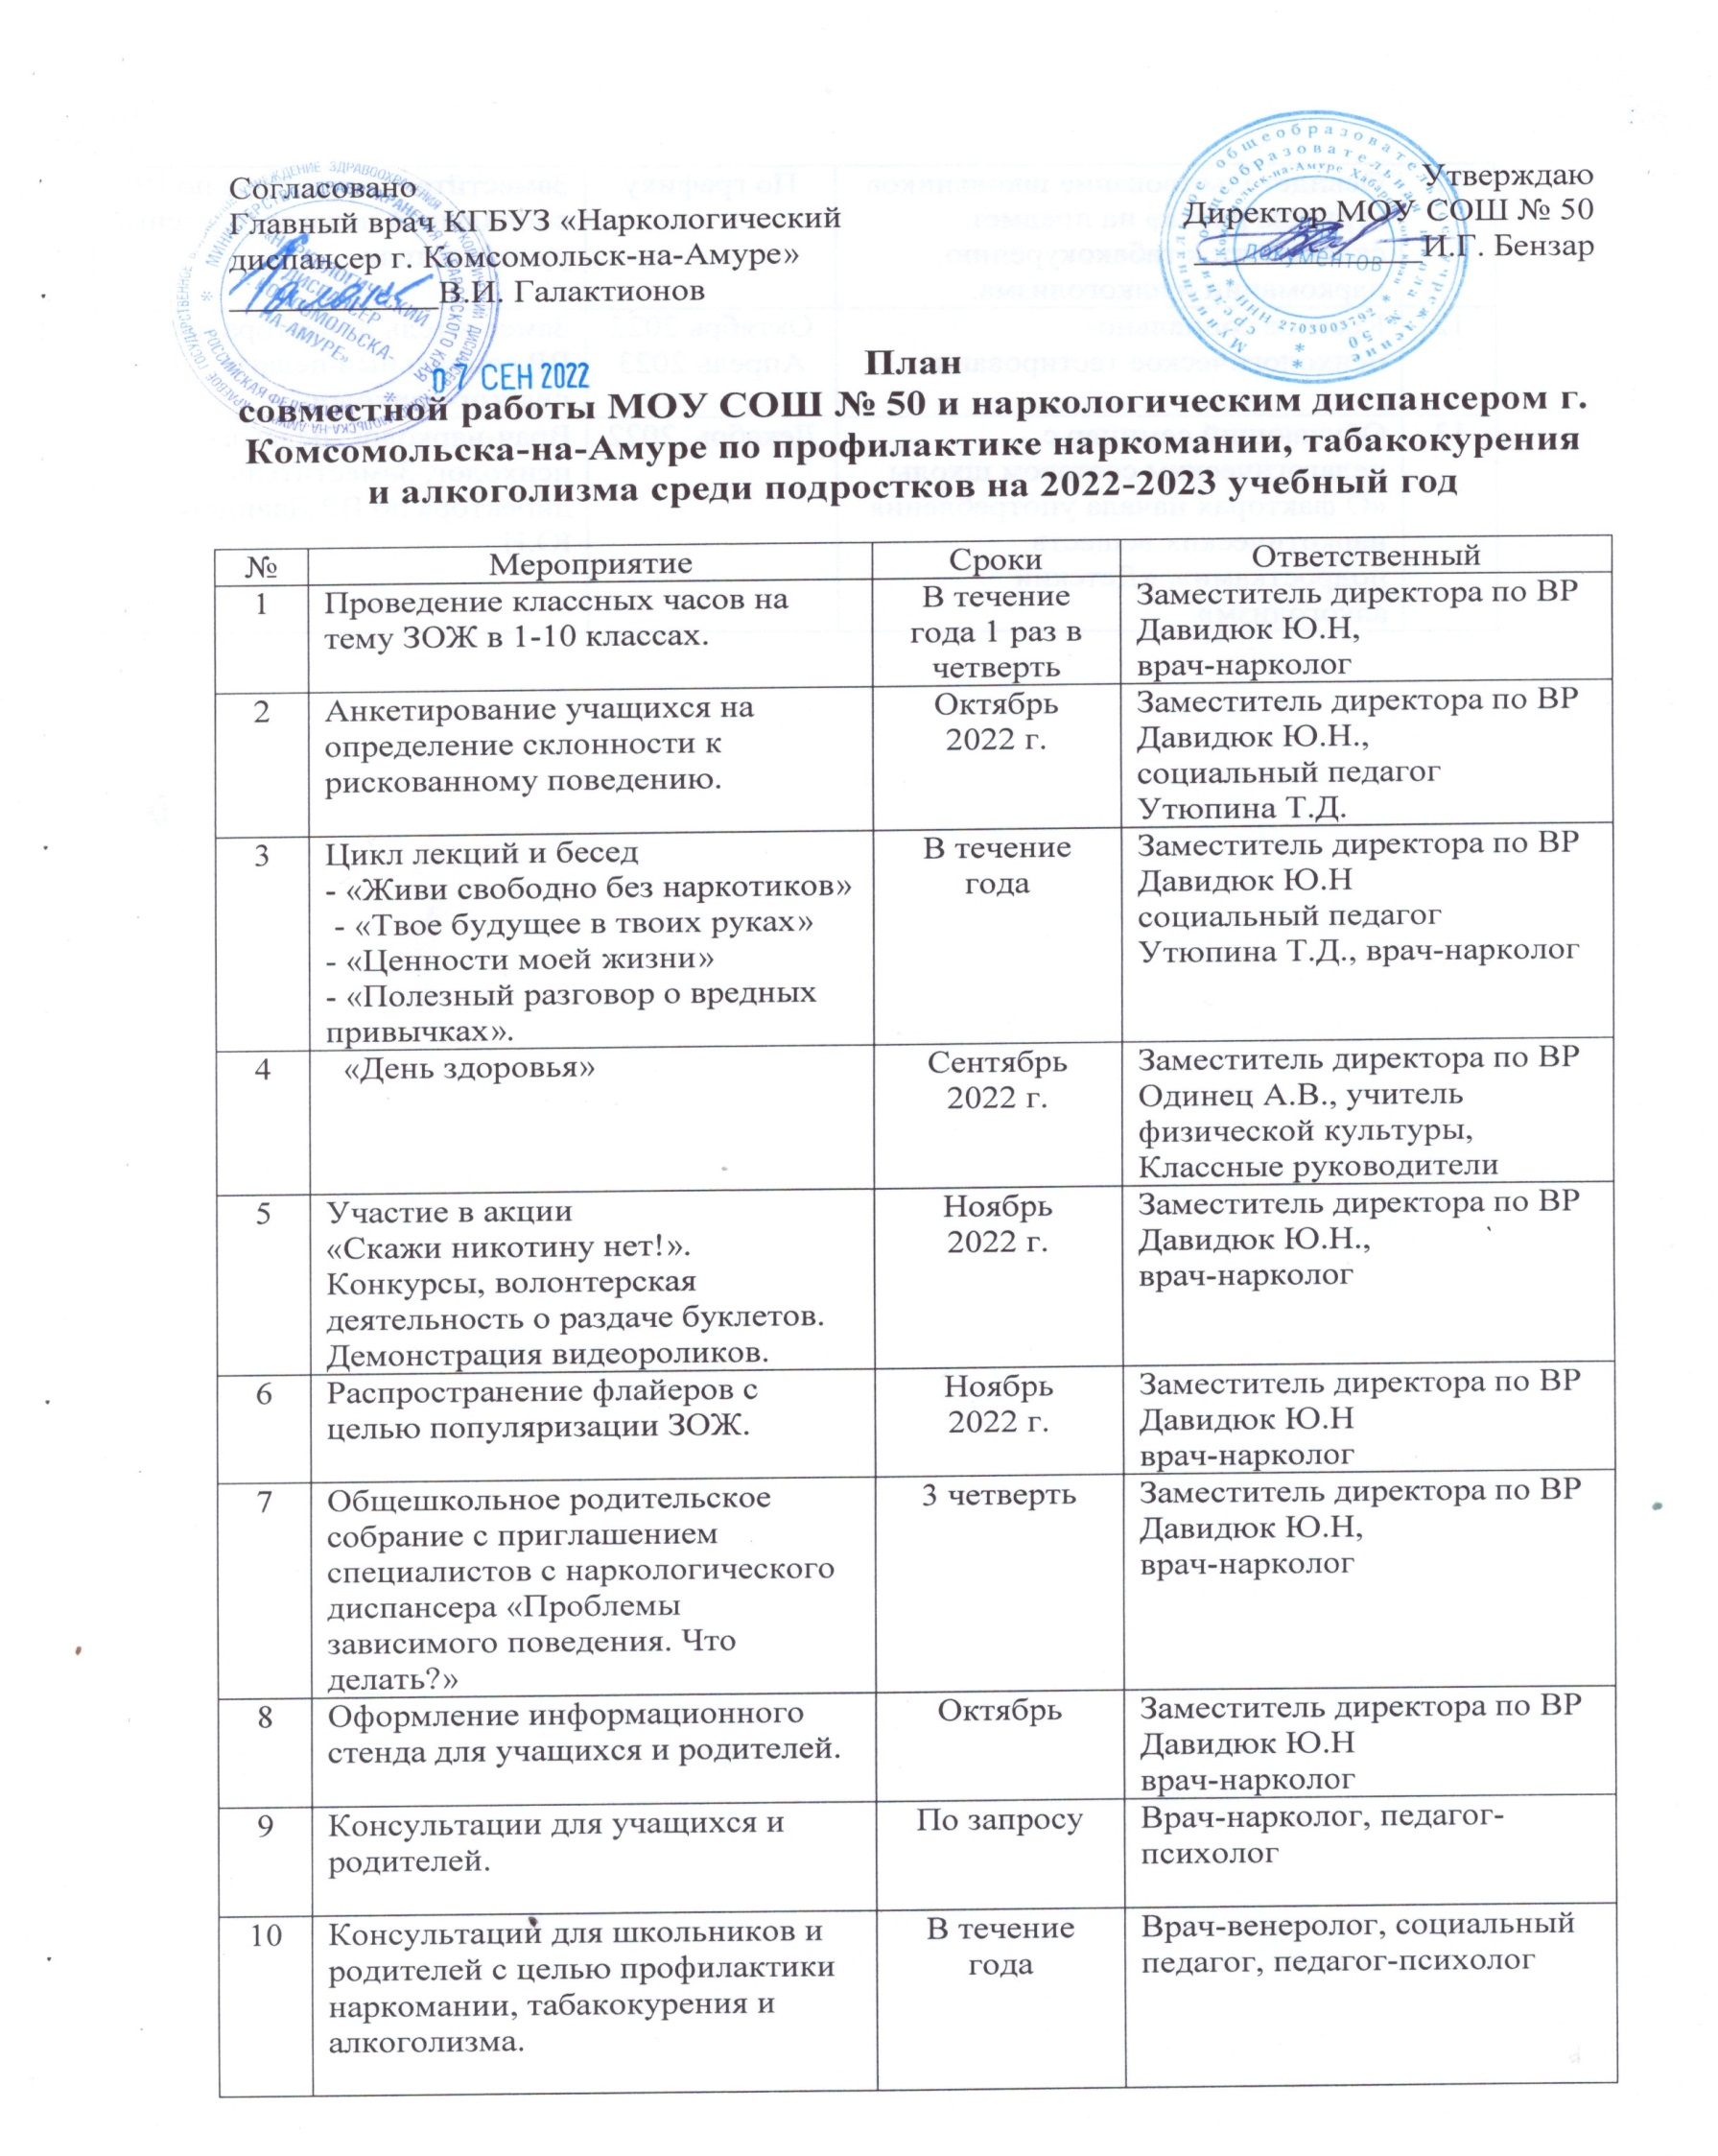 Согласовано
Главный врач КГБУЗ «Наркологический
диспансер г. Комсомольск-на-Амуре»
В.И. Галактионов
Утверждаю
Директор МОУ СОШ № 50
И.Г. Бензар
07 СЕН 2022
План
совместной работы МОУ СОШ № 50 и наркологическим диспансером г.
Комсомольска-на-Амуре по профилактике наркомании, табакокурения
и алкоголизма среди подростков на 2022-2023 учебный год
№ Мероприятие Сроки Ответственный
1
Проведение классных часов на
тему ЗОЖ в 1-10 классах.
В течение
года 1 раз в
четверть
Заместитель директора по ВР
Давидюк Ю.Н,
врач-нарколог
2
Анкетирование учащихся на
определение склонности к
рискованному поведению.
Октябрь
2022 г.
Заместитель директора по ВР
Давидюк Ю.Н.,
социальный педагог
Утюпина Т.Д.
3
Цикл лекций и бесед
- «Живи свободно без наркотиков»
- «Твое будущее в твоих руках»
- «Ценности моей жизни»
- «Полезный разговор о вредных
привычках».
В течение
года
Заместитель директора по ВР
Давидюк Ю.Н
социальный педагог
Утюпина Т.Д., врач-нарколог
4
«День здоровья»
Сентябрь
2022 г.
Заместитель директора по ВР
Одинец А.В., учитель
физической культуры,
Классные руководители
5
Участие в акции
«Скажи никотину нет!».
Конкурсы, волонтерская
деятельность о раздаче буклетов.
Демонстрация видеороликов.
Ноябрь
2022 г.
Заместитель директора по ВР
Давидюк Ю.Н.,
врач-нарколог
6
Распространение флайеров с
целью популяризации ЗОЖ.
Ноябрь
2022 г.
Заместитель директора по ВР
Давидюк Ю.Н
врач-нарколог
7
Общешкольное родительское
собрание с приглашением
специалистов с наркологического
диспансера «Проблемы
зависимого поведения. Что
делать?»
3 четверть
Заместитель директора по ВР
Давидюк Ю.Н,
врач-нарколог
8
Оформление информационного
стенда для учащихся и родителей.
Октябрь
Заместитель директора по ВР
Давидюк Ю.Н
врач-нарколог
9
Консультации для учащихся и
родителей.
По запросу
Врач-нарколог, педагог-
психолог
10
Консультаций для школьников и
родителей с целью профилактики
наркомании, табакокурения и
алкоголизма.
В течение
года
Врач-венеролог, социальный
педагог, педагог-психолог